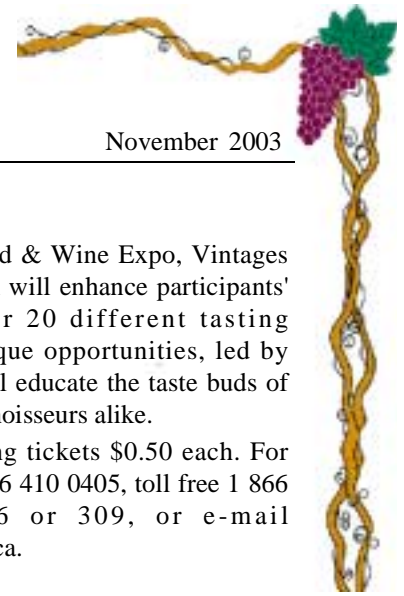 November 2003
d & Wine Expo, Vintages
will enhance participants'
r 20 different tasting
que opportunities, led by
l educate the taste buds of
noisseurs alike.
ng tickets $0.50 each. For
6 410 0405, toll free 1 866
6 or 309, or e-mail
ca.